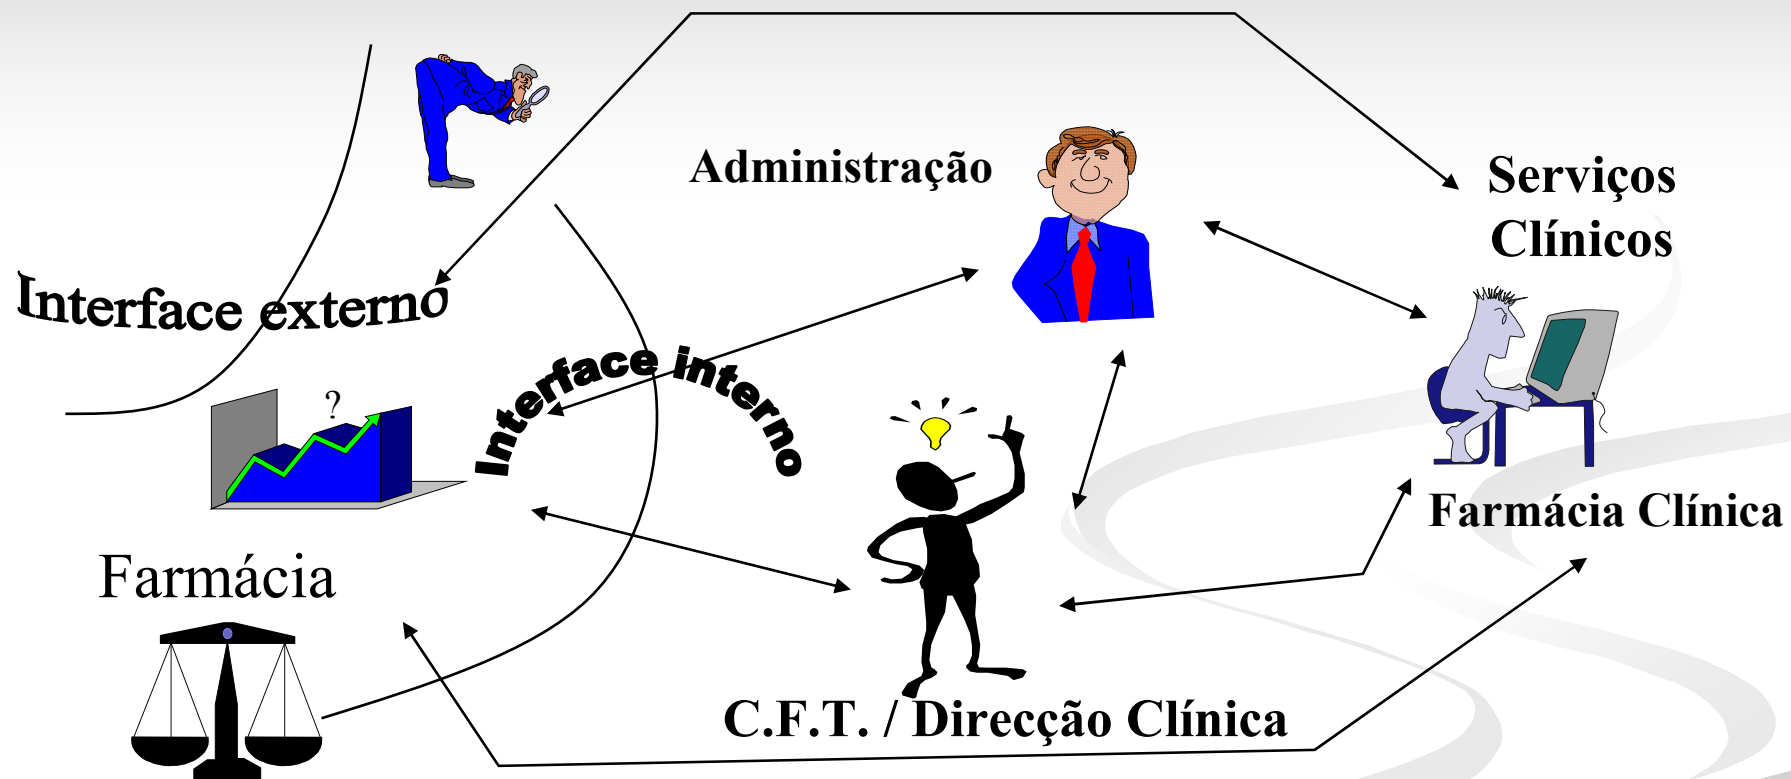 Administração
Serviços
Clínicos
Interface externo
Interface interno
?
Farmácia Clínica
Farmácia
C.F.T. / Direcção Clínica